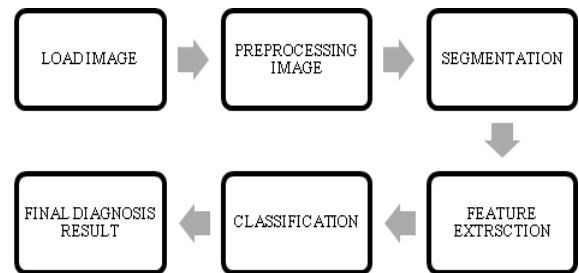 LOAD IMAGE
PREPROCESSING
IMAGE
SEGMENTATION
FEATURE
EXTRSCTION
CLASSIFICATION
FINAL DIAGNOSIS
RESULT